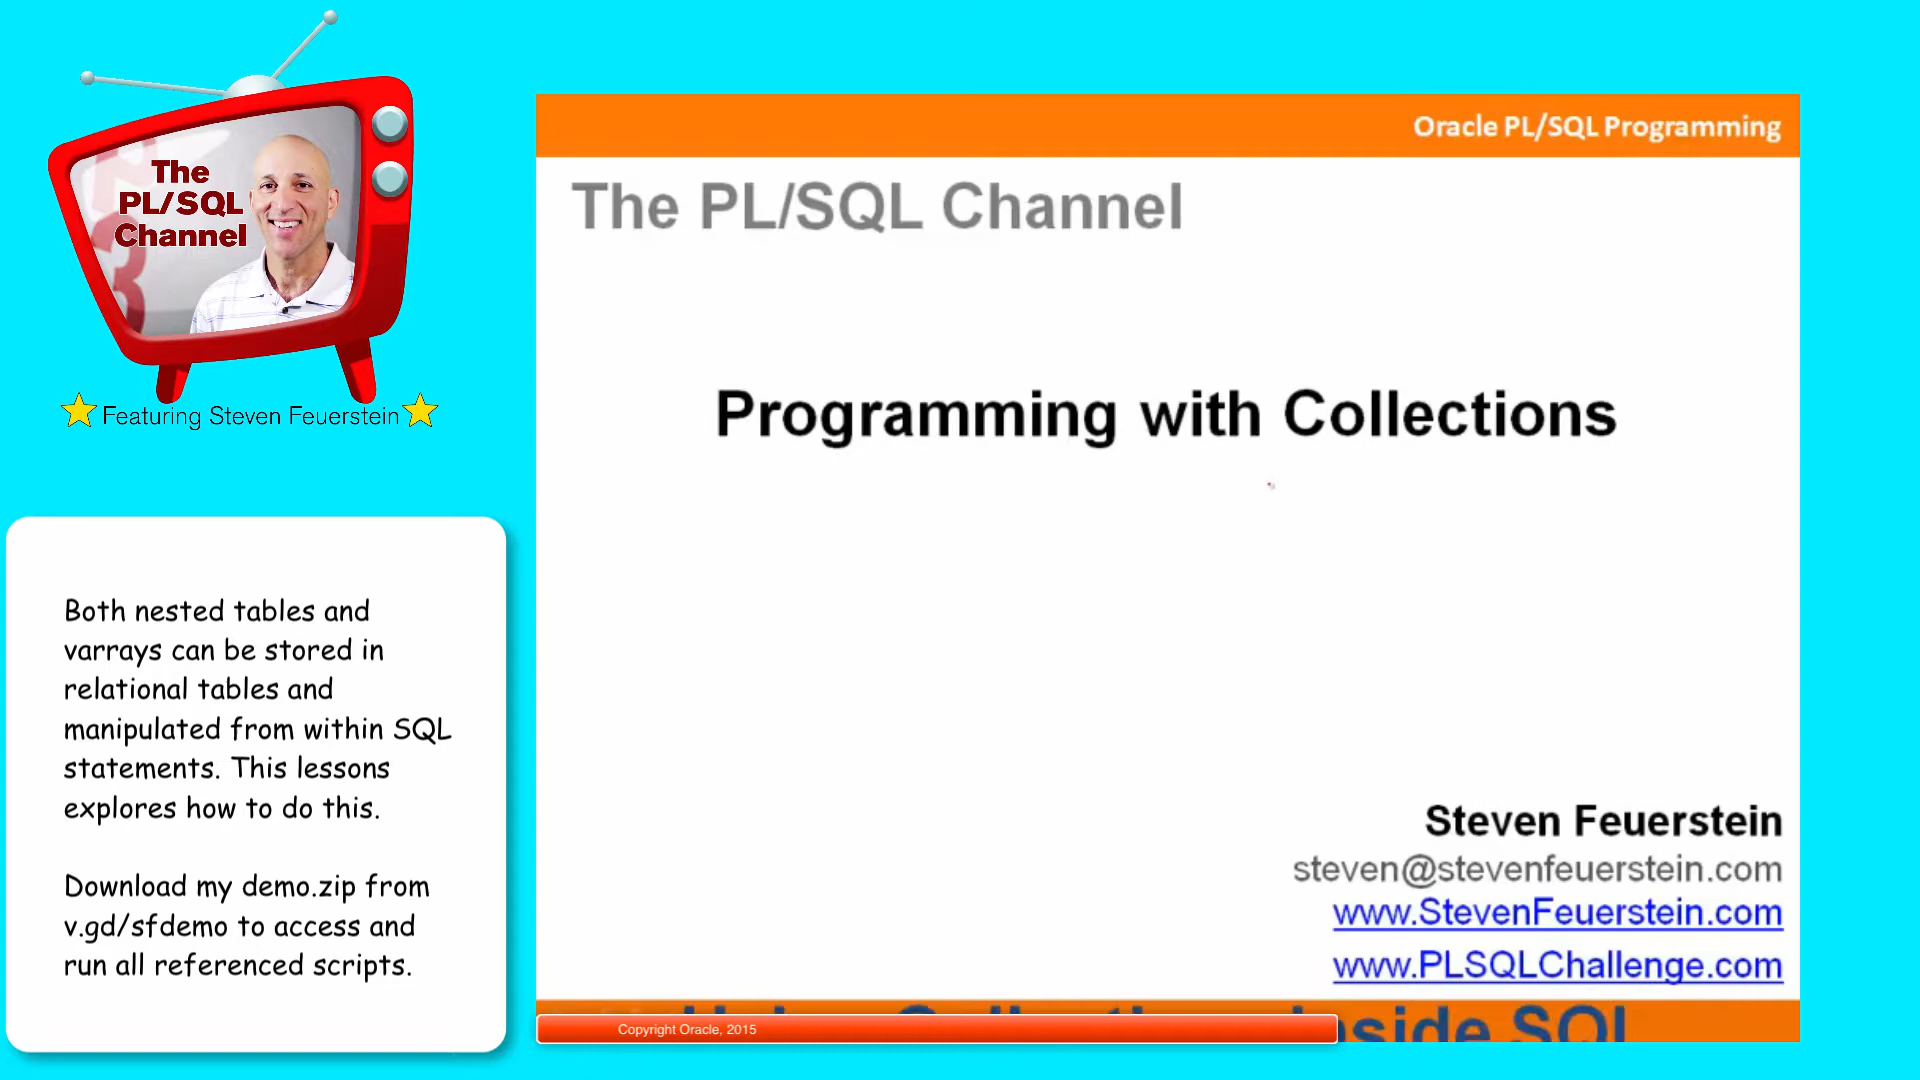 The
PL/SQL
Channel
Featuring Steven Feuerstein
Both nested tables and
varrays can be stored in
relational tables and
manipulated from within SQL
statements. This lessons
explores how to do this.
Download my demo.zip from
v.gd/sfdemo to access and
run all referenced scripts.
Oracle PL/SQL Programming
The PL/SQL Channel
Programming with Collections
Steven Feuerstein
steven@stevenfeuerstein.com
www.StevenFeuerstein.com
www.PLSQLChallenge.com
Inside SQL
Copyright Oracle, 2015